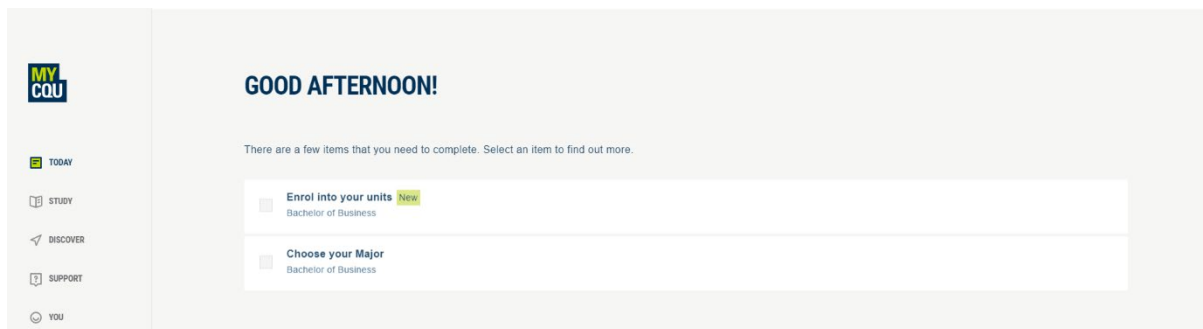 MY
CQU
TODAY
STUDY
DISCOVER
SUPPORT
YOU
GOOD AFTERNOON!
There are a few items that you need to complete. Select an item to find out more.
Enrol into your units New
Bachelor of Business
Choose your Major
Bachelor of Business